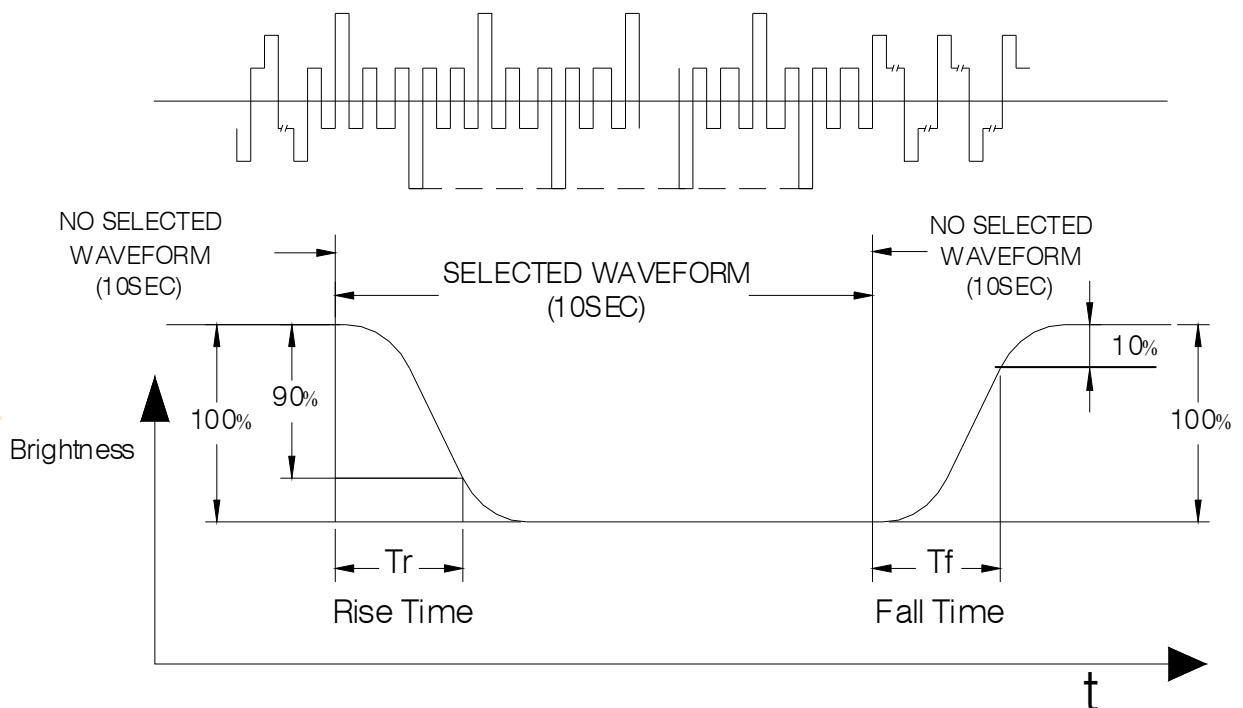 NO SELECTED
WAVEFORM
(10SEC)
SELECTED WAVEFORM
(10SEC)
NO SELECTED
WAVEFORM
(10SEC)
100%
90%
10%
100%
Brightness
Tr
Tf
Rise Time
Fall Time
t